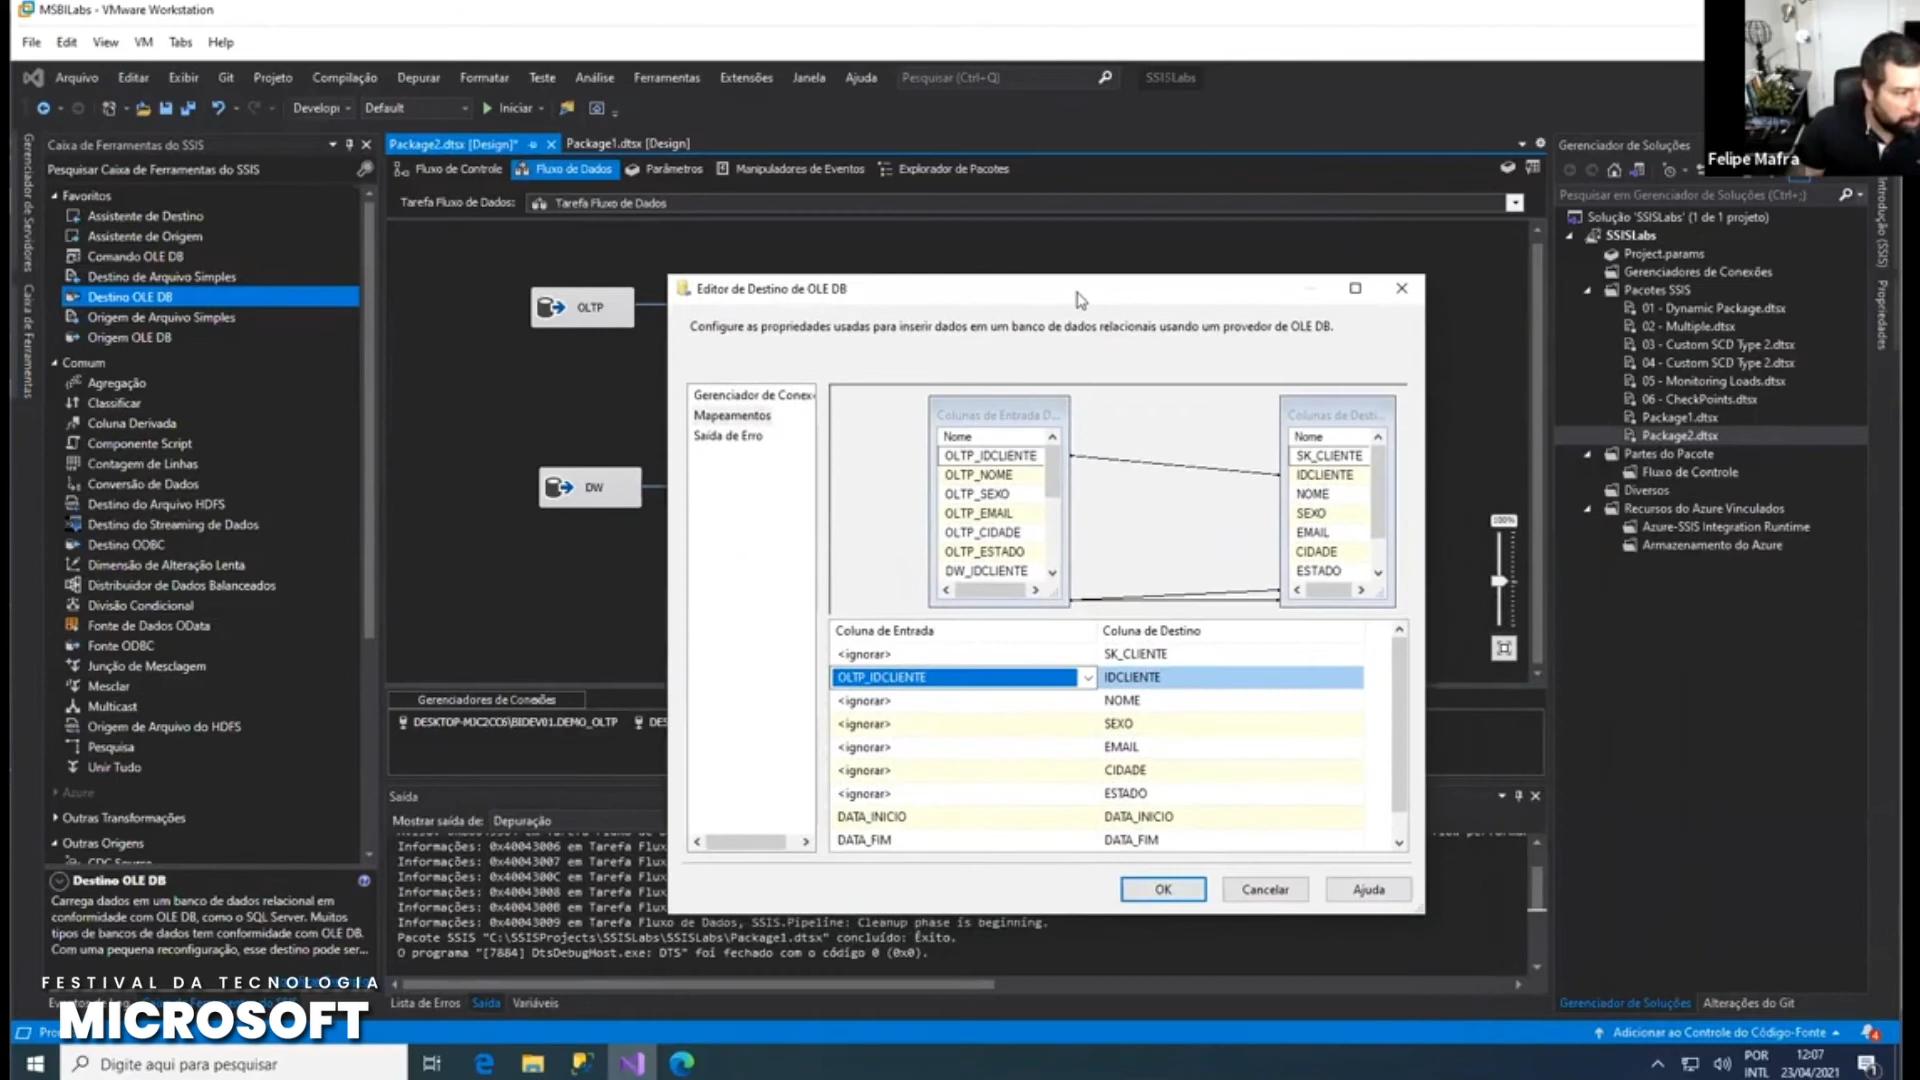 MSBILabs - VMware Workstation
File Edit View VM Tabs Help
Arquivo Editar Exibir Git Projeto Compilação Depurar Formatar Teste Análise Ferramentas Extensões Janela Ajuda Pesquisar (Ctrl+Q) SSISLabs
Develop Default Iniciar
Felipe Mafra
Gerenciador de Servidores
Caixa de Ferramentas
Caixa de Ferramentas do SSIS
Pesquisar Caixa de Ferramentas do SSIS
Favoritos
Assistente de Destino
Assistente de Origem
Comando OLE DB
Destino de Arquivo Simples
Destino OLE DB
Origem de Arquivo Simples
Origem OLE DB
Comum
Agregação
Classificar
Coluna Derivada
Componente Script
Contagem de Linhas
Conversão de Dados
Destino do Arquivo HDFS
Destino do Streaming de Dados
Destino ODBC
Dimensão de Alteração Lenta
Distribuidor de Dados Balanceados
Divisão Condicional
Fonte de Dados OData
Fonte ODBC
Junção de Mesclagem
Mesclar
Multicast
Origem de Arquivo do HDFS
Pesquisa
Unir Tudo
Azure
Outras Transformações
Outras Origens
CDC Source
Destino OLE DB
Carrega dados em um banco de dados relacional em
conformidade com OLE DB, como o SQL Server. Muitos
tipos de bancos de dados tem conformidade com OLE DB.
Com uma pequena reconfiguração, esse destino pode ser...
Package2.dtsx [Design]* Package1.dtsx [Design]
Fluxo de Controle Fluxo de Dados Parâmetros Manipuladores de Eventos Explorador de Pacotes
Tarefa Fluxo de Dados: Tarefa Fluxo de Dados
OLTP
DW
100%
Editor de Destino de OLE DB
Configure as propriedades usadas para inserir dados em um banco de dados relacionais usando um provedor de OLE DB.
Gerenciador de Conex
Mapeamentos
Saída de Erro
Colunas de Entrada D...
Nome
OLTP_IDCLIENTE
OLTP_NOME
OLTP_SEXO
OLTP_EMAIL
OLTP_CIDADE
OLTP_ESTADO
DW_IDCLIENTE
Colunas de Desti...
Nome
SK_CLIENTE
IDCLIENTE
NOME
SEXO
EMAIL
CIDADE
ESTADO
Coluna de Entrada Coluna de Destino
<ignorar> SK_CLIENTE
OLTP_IDCLIENTE IDCLIENTE
<ignorar> NOME
<ignorar> SEXO
<ignorar> EMAIL
<ignorar> CIDADE
<ignorar> ESTADO
DATA_INICIO DATA_INICIO
DATA_FIM DATA_FIM
OK Cancelar Ajuda
Gerenciadores de Conexões
DESKTOP-MJC2CC6\BIDEV01.DEMO_OLTP DES
Saída
Mostrar saída de: Depuração
Informações: 0x40043006 em Tarefa Flux
Informações: 0x40043007 em Tarefa Flux
Informações: 0x4004300C em Tarefa Flux
Informações: 0x40043008 em Tarefa Flux
Informações: 0x40043008 em Tarefa Flux
Informações: 0x40043009 em Tarefa Fluxo de Dados, SSIS.Pipeline: Cleanup phase is beginning.
Pacote SSIS "C:\SSISProjects\SSISLabs\SSISLabs\Package1.dtsx" concluído: Êxito.
O programa "[7884] DtsDebugHost.exe: DTS" foi fechado com o código 0 (0x0).
Lista de Erros Saída Variáveis
Gerenciador de Soluções
Pesquisar em Gerenciador de Soluções (Ctrl+;)
Solução 'SSISLabs' (1 de 1 projeto)
SSISLabs
Project.params
Gerenciadores de Conexões
Pacotes SSIS
01 - Dynamic Package.dtsx
02 - Multiple.dtsx
03 - Custom SCD Type 2.dtsx
04 - Custom SCD Type 2.dtsx
05 - Monitoring Loads.dtsx
06 - CheckPoints.dtsx
Package1.dtsx
Package2.dtsx
Partes do Pacote
Fluxo de Controle
Diversos
Recursos do Azure Vinculados
Azure-SSIS Integration Runtime
Armazenamento do Azure
Introdução (SSIS)
Propriedades
Gerenciador de Soluções Alterações do Git
FESTIVAL DA TECNOLOGIA
MICROSOFT
Adicionar ao Controle do Código-Fonte
Digite aqui para pesquisar
POR
INTL
12:07
23/04/2021